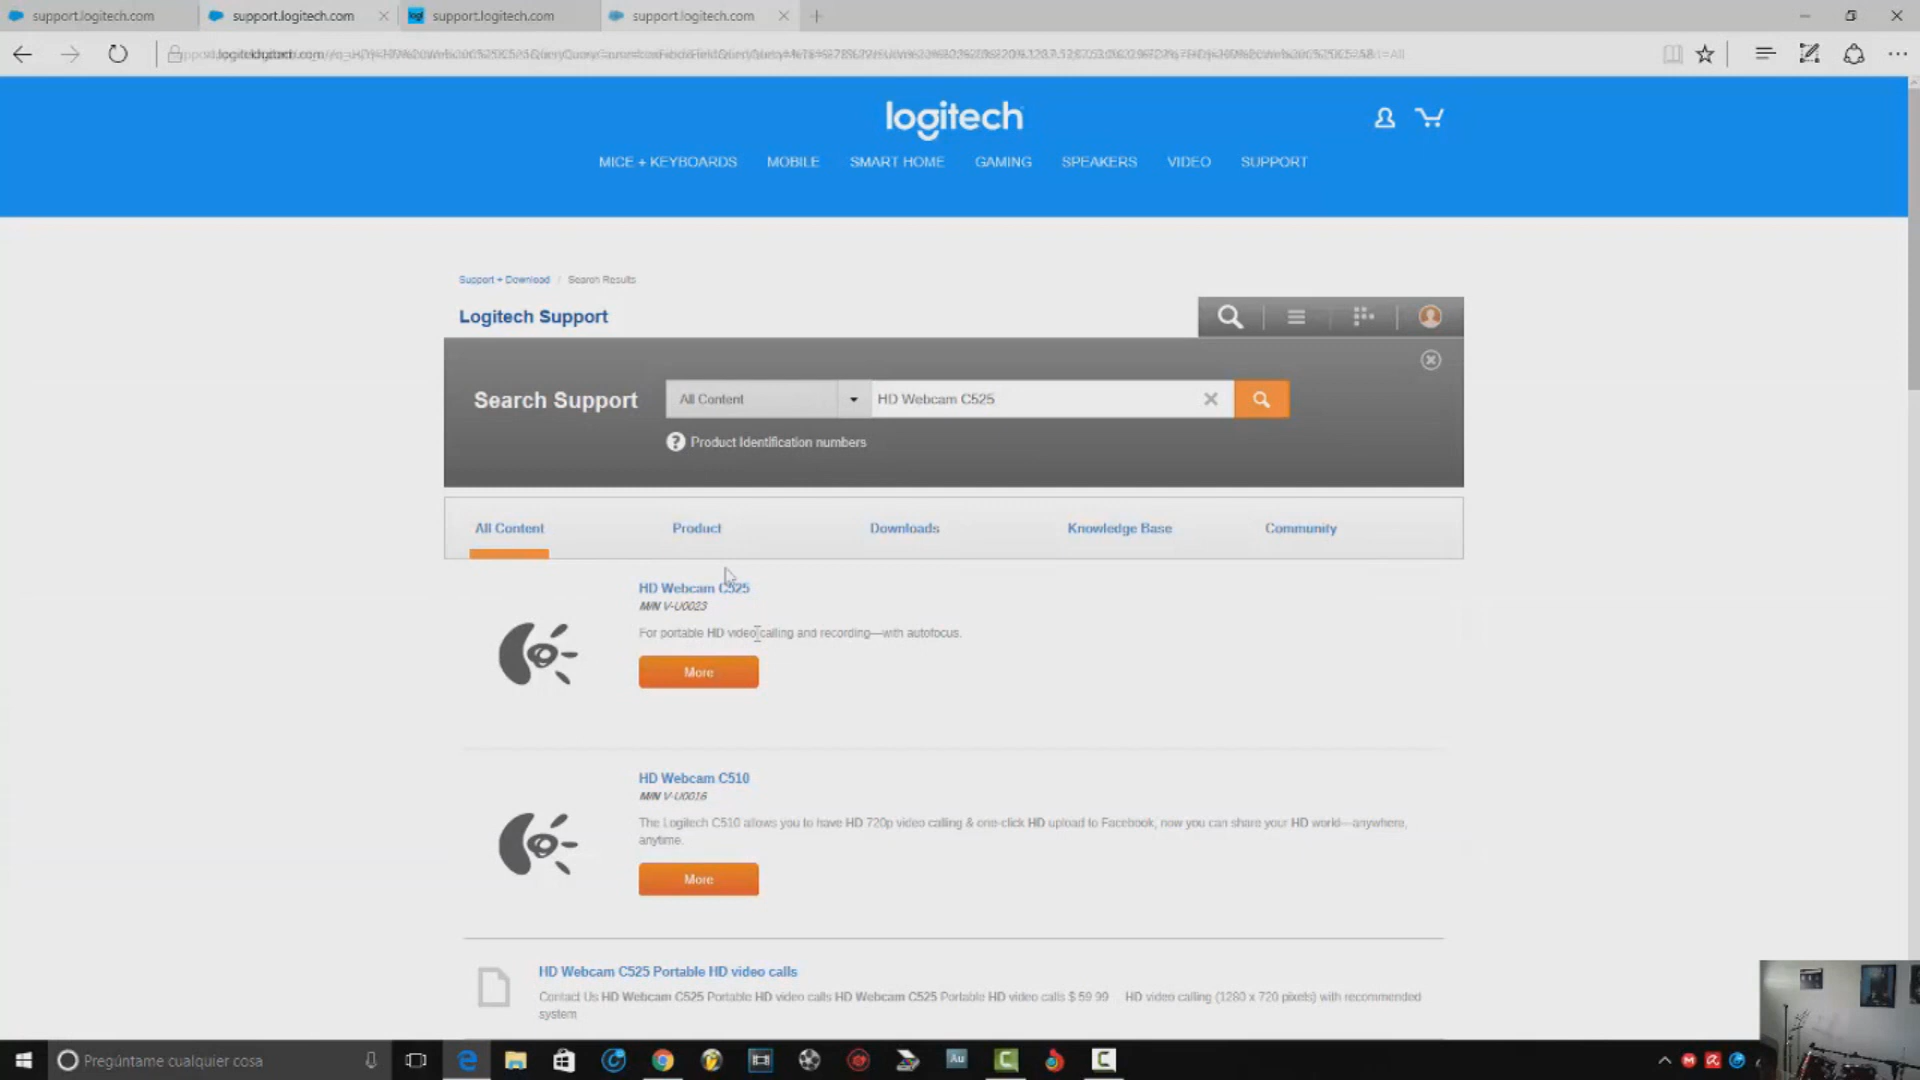 support.logitech.com support.logitech.com support.logitech.com support.logitech.com
logitech
MICE + KEYBOARDS MOBILE SMART HOME GAMING SPEAKERS VIDEO SUPPORT
Support + Download / Search Results
Logitech Support
Search Support All Content HD Webcam C525
Product Identification numbers
All Content Product Downloads Knowledge Base Community
HD Webcam C525
M/N V-U0023
For portable HD video calling and recording—with autofocus.
More
HD Webcam C510
M/N V-U0016
The Logitech C510 allows you to have HD 720p video calling & one-click HD upload to Facebook, now you can share your HD world—anywhere,
anytime.
More
HD Webcam C525 Portable HD video calls
Contact Us HD Webcam C525 Portable HD video calls HD Webcam C525 Portable HD video calls $ 59.99 HD video calling (1280 x 720 pixels) with recommended
system
Pregúntame cualquier cosa
Au